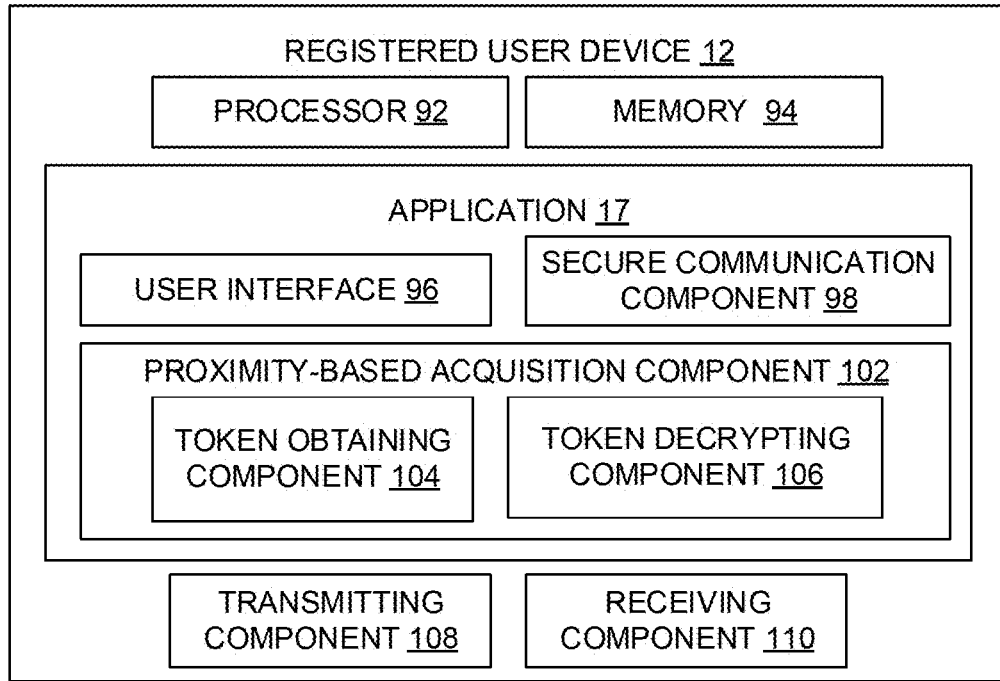 REGISTERED USER DEVICE 12
PROCESSOR 92
MEMORY 94
APPLICATION 17
USER INTERFACE 96
SECURE COMMUNICATION
COMPONENT 98
PROXIMITY-BASED ACQUISITION COMPONENT 102
TOKEN OBTAINING
COMPONENT 104
TOKEN DECRYPTING
COMPONENT 106
TRANSMITTING
COMPONENT 108
RECEIVING
COMPONENT 110